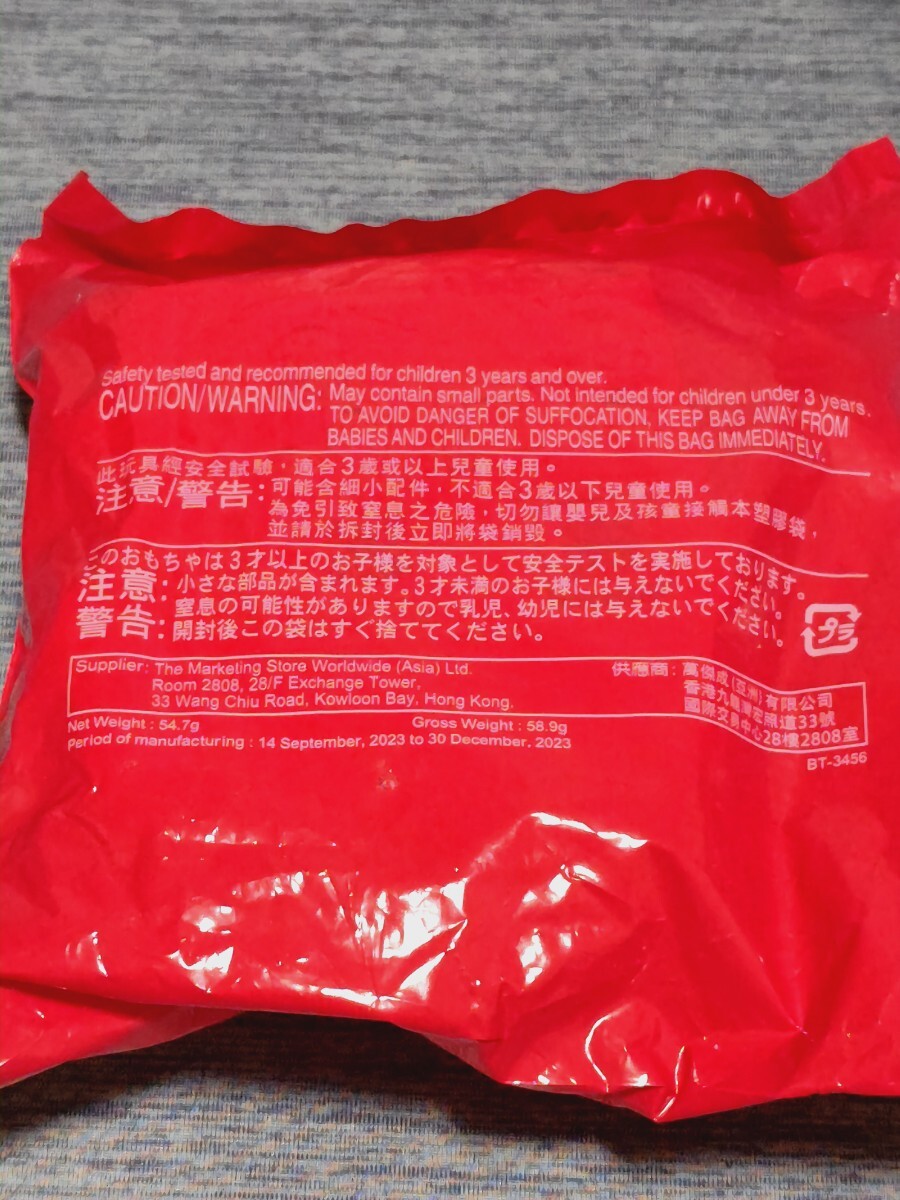 Safety tested and recommended for children 3 years and over.
CAUTION/WARNING: May contain small parts. Not intended for children under 3 years.
TO AVOID DANGER OF SUFFOCATION, KEEP BAG AWAY FROM
BABIES AND CHILDREN. DISPOSE OF THIS BAG IMMEDIATELY.
此玩具經安全試驗，適合3歲或以上兒童使用。
注意/警告：可能含細小配件，不適合3歲以下兒童使用。
為免引致窒息之危險，切勿讓嬰兒及孩童接觸本塑膠袋，
並請於拆封後立即將袋銷毀。
このおもちゃは3才以上のお子様を対象として安全テストを実施しております。
注意：小さな部品が含まれます。3才未満のお子様には与えないでください。
警告：窒息の可能性がありますので乳児、幼児には与えないでください。
開封後この袋はすぐ捨ててください。
プラ
Supplier: The Marketing Store Worldwide (Asia) Ltd.
Room 2808, 28/F Exchange Tower,
33 Wang Chiu Road, Kowloon Bay, Hong Kong.
供應商：萬傑成(亞洲)有限公司
香港九龍灣宏照道33號
國際交易中心28樓2808室
Net Weight : 54.7g Gross Weight : 58.9g
Period of manufacturing : 14 September, 2023 to 30 December, 2023
BT-3456